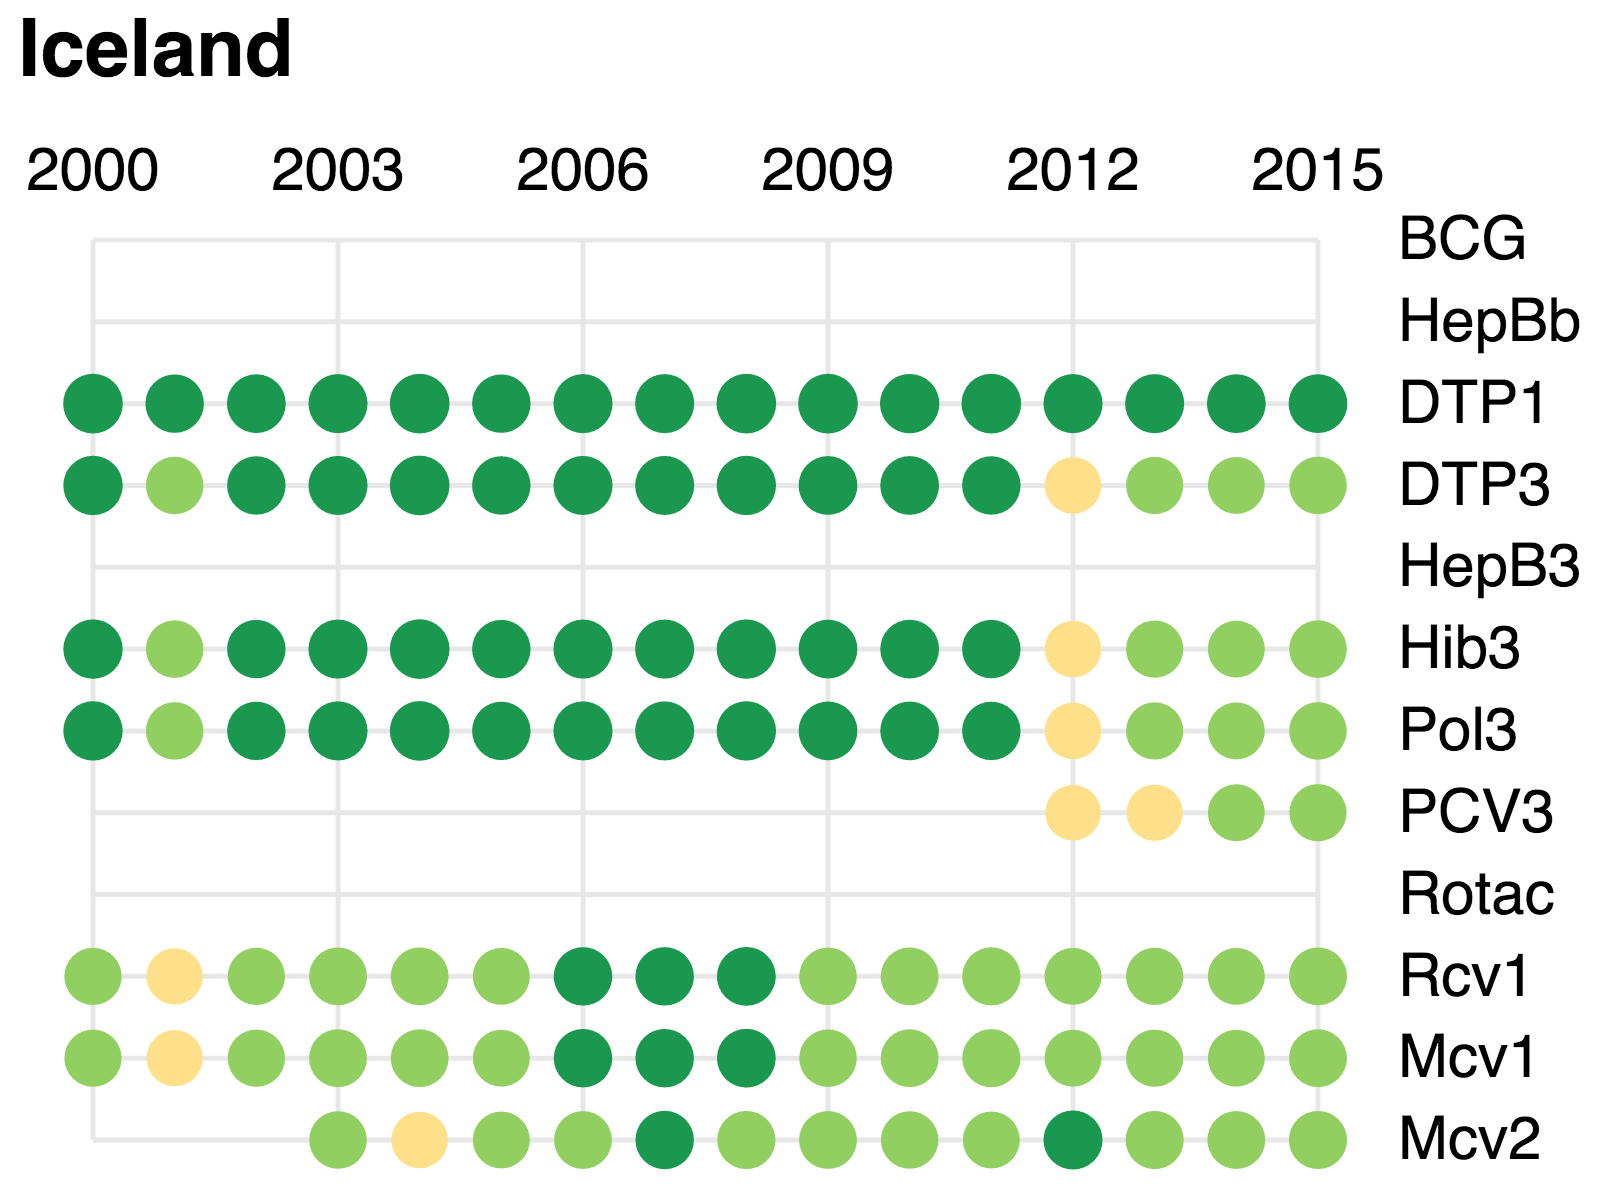 Iceland
2000 2003 2006 2009 2012 2015
BCG
HepBb
DTP1
DTP3
HepB3
Hib3
Pol3
PCV3
Rotac
Rcv1
Mcv1
Mcv2